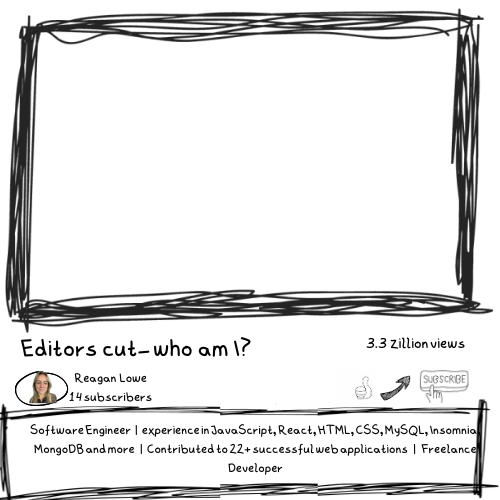 Editors cut-who am I?
3.3 zillion views
Reagan Lowe
14 subscribers
SUBSCRIBE
Software Engineer | experience in JavaScript, React, HTML, CSS, MySQL, Insomnia,
MongoDB and more | Contributed to 22+ successful web applications | Freelance
Developer